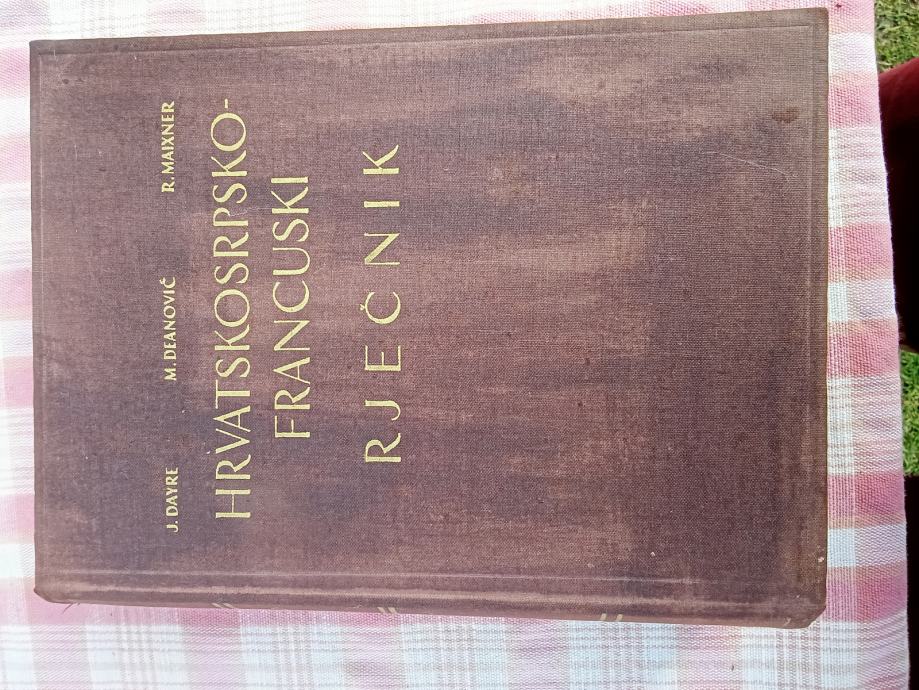 J. DAYRE M. DEANOVIĆ R. MAIXNER
HRVATSKOSRPSKO-
FRANCUSKI
RJEČNIK